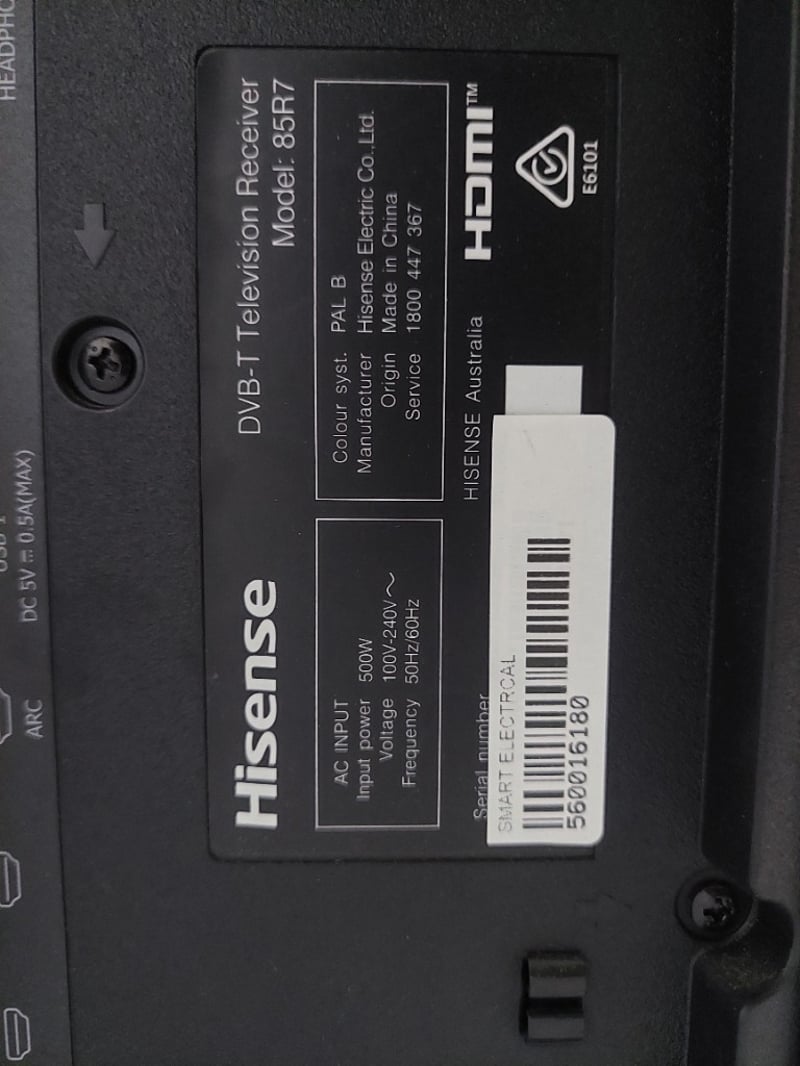 HEADPHO
DC 5V ⎓ 0.5A(MAX)
ARC
Hisense
DVB-T Television Receiver
Model: 85R7
AC INPUT
Input power 500W
Voltage 100V-240V～
Frequency 50Hz/60Hz
Colour syst. PAL B
Manufacturer Hisense Electric Co.,Ltd.
Origin Made in China
Service 1800 447 367
Serial number
HISENSE Australia
HDMI™
SMART ELECTRCAL
560016180
E6101